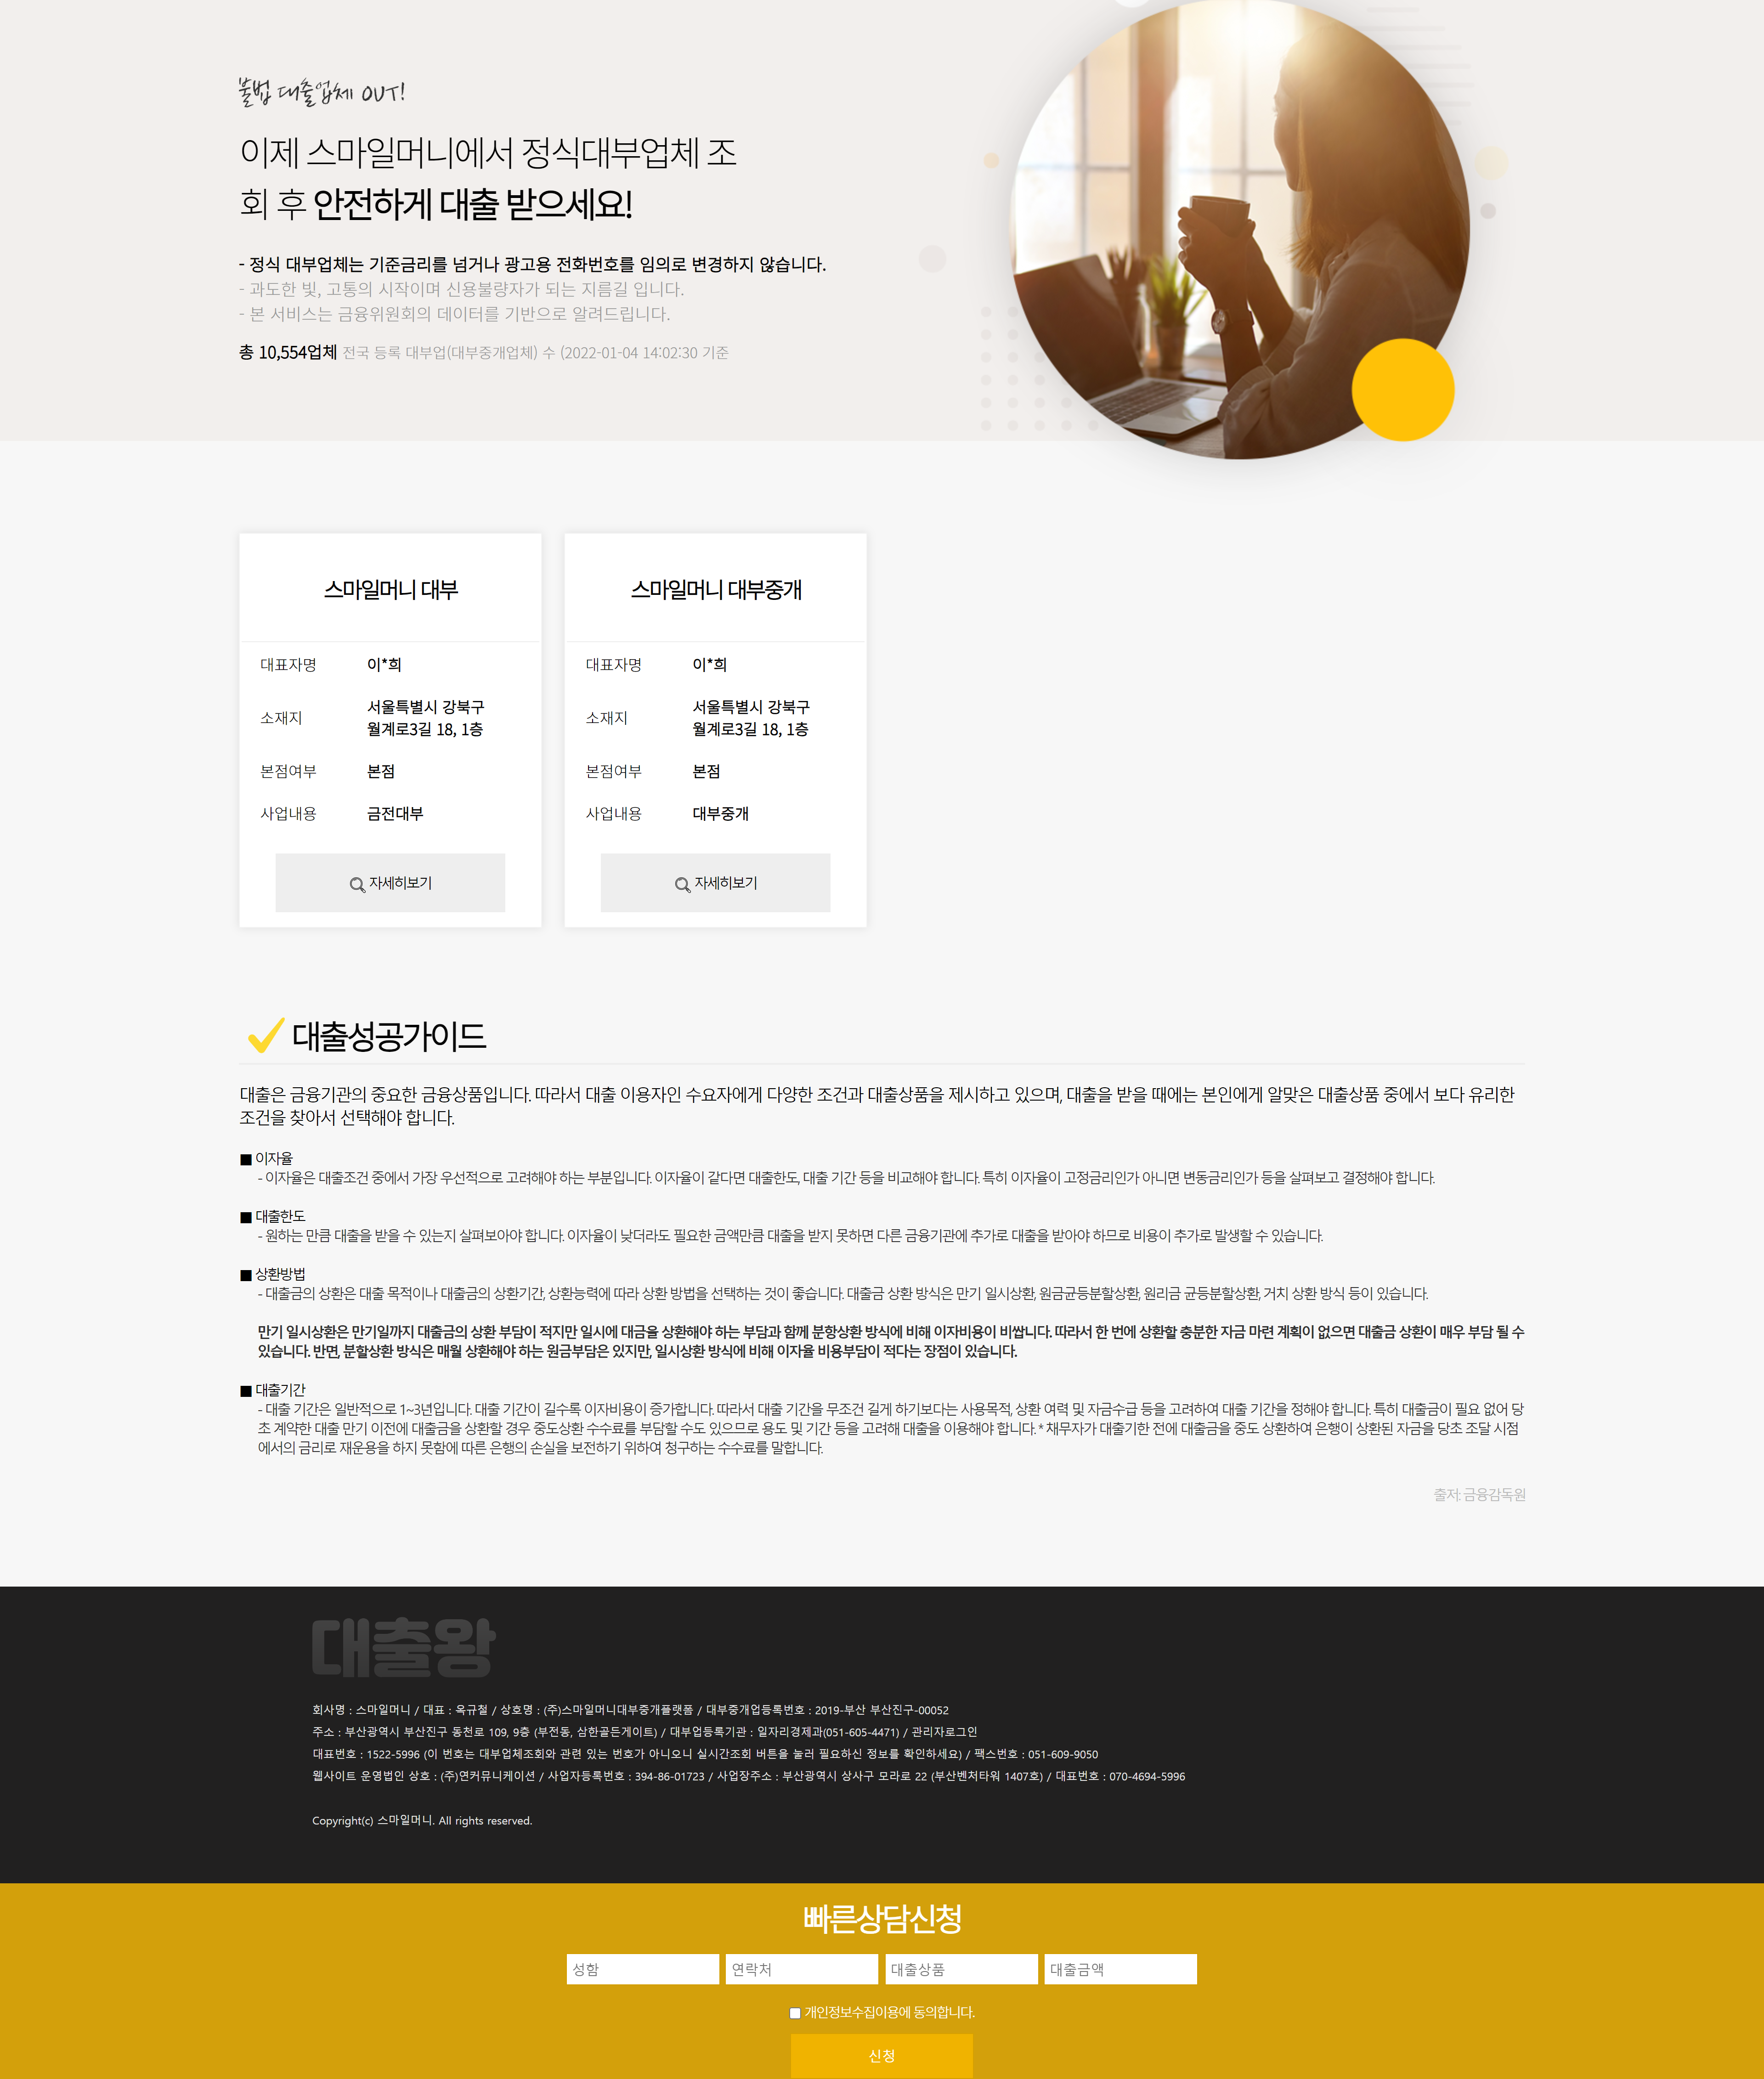 불법 대출업체 OUT!
이제 스마일머니에서 정식대부업체 조
회 후 안전하게 대출 받으세요!
- 정식 대부업체는 기준금리를 넘거나 광고용 전화번호를 임의로 변경하지 않습니다.
- 과도한 빛, 고통의 시작이며 신용불량자가 되는 지름길 입니다.
- 본 서비스는 금융위원회의 데이터를 기반으로 알려드립니다.
총 10,554업체 전국 등록 대부업(대부중개업체) 수 (2022-01-04 14:02:30 기준
스마일머니 대부
대표자명 이*희
소재지 서울특별시 강북구
월계로3길 18, 1층
본점여부 본점
사업내용 금전대부
자세히보기
스마일머니 대부중개
대표자명 이*희
소재지 서울특별시 강북구
월계로3길 18, 1층
본점여부 본점
사업내용 대부중개
자세히보기
대출성공가이드
대출은 금융기관의 중요한 금융상품입니다. 따라서 대출 이용자인 수요자에게 다양한 조건과 대출상품을 제시하고 있으며, 대출을 받을 때에는 본인에게 알맞은 대출상품 중에서 보다 유리한
조건을 찾아서 선택해야 합니다.
■ 이자율
- 이자율은 대출조건 중에서 가장 우선적으로 고려해야 하는 부분입니다. 이자율이 같다면 대출한도, 대출 기간 등을 비교해야 합니다. 특히 이자율이 고정금리인가 아니면 변동금리인가 등을 살펴보고 결정해야 합니다.
■ 대출한도
- 원하는 만큼 대출을 받을 수 있는지 살펴보아야 합니다. 이자율이 낮더라도 필요한 금액만큼 대출을 받지 못하면 다른 금융기관에 추가로 대출을 받아야 하므로 비용이 추가로 발생할 수 있습니다.
■ 상환방법
- 대출금의 상환은 대출 목적이나 대출금의 상환기간, 상환능력에 따라 상환 방법을 선택하는 것이 좋습니다. 대출금 상환 방식은 만기 일시상환, 원금균등분할상환, 원리금 균등분할상환, 거치 상환 방식 등이 있습니다.
만기 일시상환은 만기일까지 대출금의 상환 부담이 적지만 일시에 대금을 상환해야 하는 부담과 함께 분항상환 방식에 비해 이자비용이 비쌉니다. 따라서 한 번에 상환할 충분한 자금 마련 계획이 없으면 대출금 상환이 매우 부담 될 수
있습니다. 반면, 분할상환 방식은 매월 상환해야 하는 원금부담은 있지만, 일시상환 방식에 비해 이자율 비용부담이 적다는 장점이 있습니다.
■ 대출기간
- 대출 기간은 일반적으로 1~3년입니다. 대출 기간이 길수록 이자비용이 증가합니다. 따라서 대출 기간을 무조건 길게 하기보다는 사용목적, 상환 여력 및 자금수급 등을 고려하여 대출 기간을 정해야 합니다. 특히 대출금이 필요 없어 당
초 계약한 대출 만기 이전에 대출금을 상환할 경우 중도상환 수수료를 부담할 수도 있으므로 용도 및 기간 등을 고려해 대출을 이용해야 합니다. * 채무자가 대출기한 전에 대출금을 중도 상환하여 은행이 상환된 자금을 당초 조달 시점
에서의 금리로 재운용을 하지 못함에 따른 은행의 손실을 보전하기 위하여 청구하는 수수료를 말합니다.
출저: 금융감독원
대출왕
회사명 : 스마일머니 / 대표 : 옥규철 / 상호명 : (주)스마일머니대부중개플랫폼 / 대부중개업등록번호 : 2019-부산 부산진구-00052
주소 : 부산광역시 부산진구 동천로 109, 9층 (부전동, 삼한골든게이트) / 대부업등록기관 : 일자리경제과(051-605-4471) / 관리자로그인
대표번호 : 1522-5996 (이 번호는 대부업체조회와 관련 있는 번호가 아니오니 실시간조회 버튼을 눌러 필요하신 정보를 확인하세요) / 팩스번호 : 051-609-9050
웹사이트 운영법인 상호 : (주)연커뮤니케이션 / 사업자등록번호 : 394-86-01723 / 사업장주소 : 부산광역시 상사구 모라로 22 (부산벤처타워 1407호) / 대표번호 : 070-4694-5996
Copyright(c) 스마일머니. All rights reserved.
빠른상담신청
성함 연락처 대출상품 대출금액
개인정보수집이용에 동의합니다.
신청